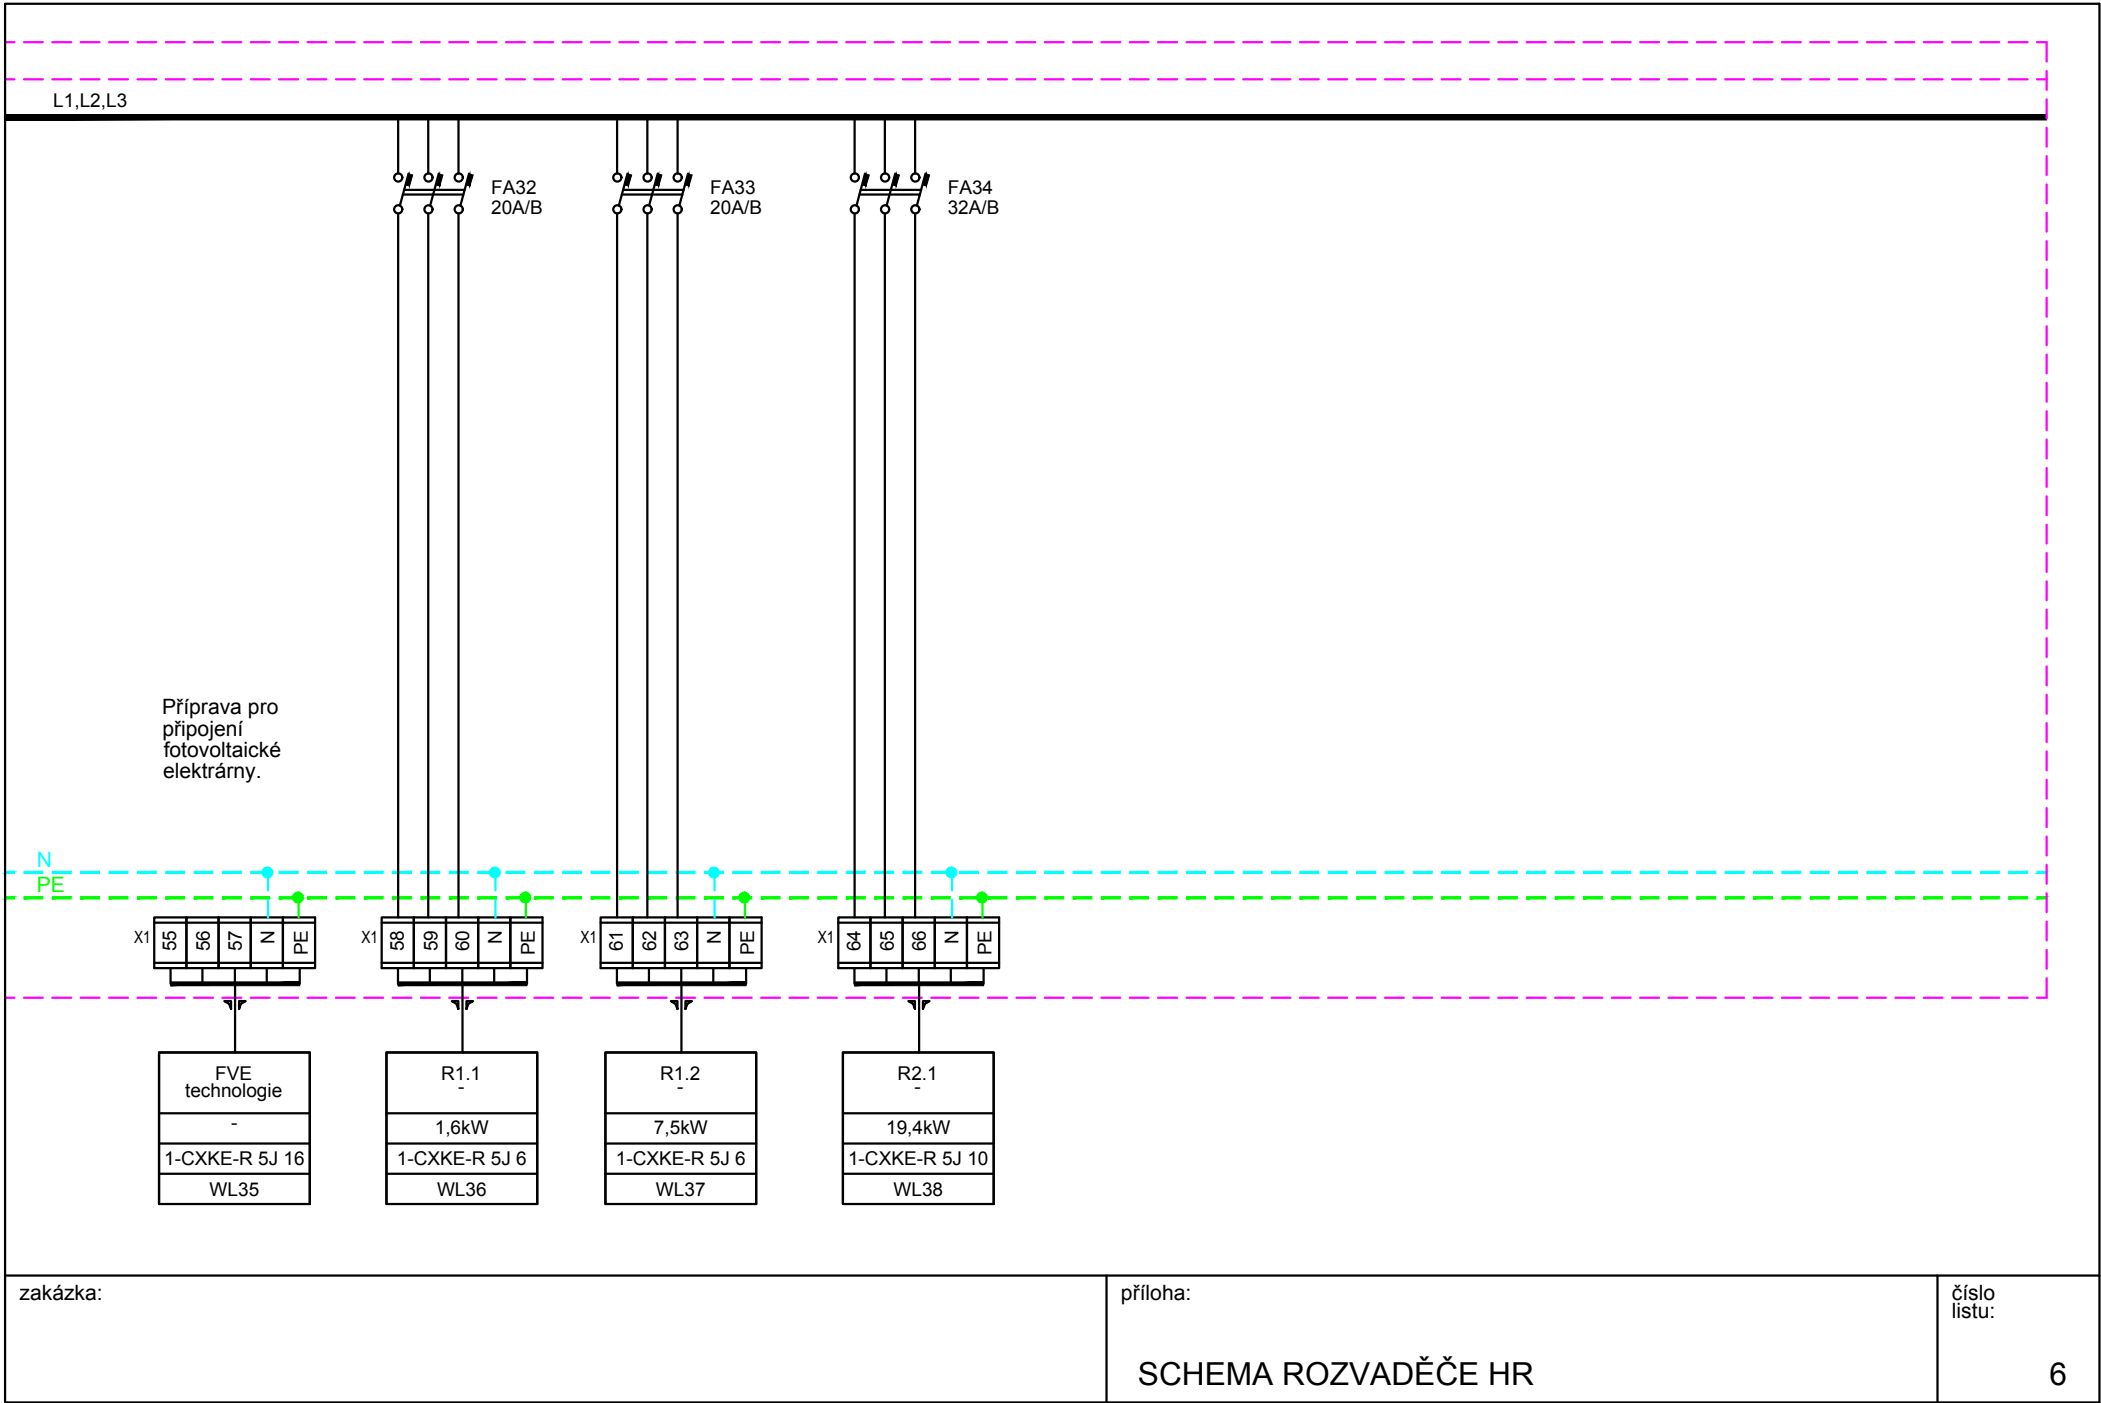 L1,L2,L3
FA32
20A/B
FA33
20A/B
FA34
32A/B
Příprava pro
připojení
fotovoltaické
elektrárny.
N
PE
X1 55 56 57 N PE
X1 58 59 60 N PE
X1 61 62 63 N PE
X1 64 65 66 N PE
FVE
technologie
-
1-CXKE-R 5J 16
WL35
R1.1
-
1,6kW
1-CXKE-R 5J 6
WL36
R1.2
-
7,5kW
1-CXKE-R 5J 6
WL37
R2.1
-
19,4kW
1-CXKE-R 5J 10
WL38
zakázka:
příloha:
SCHEMA ROZVADĚČE HR
číslo
listu:
6